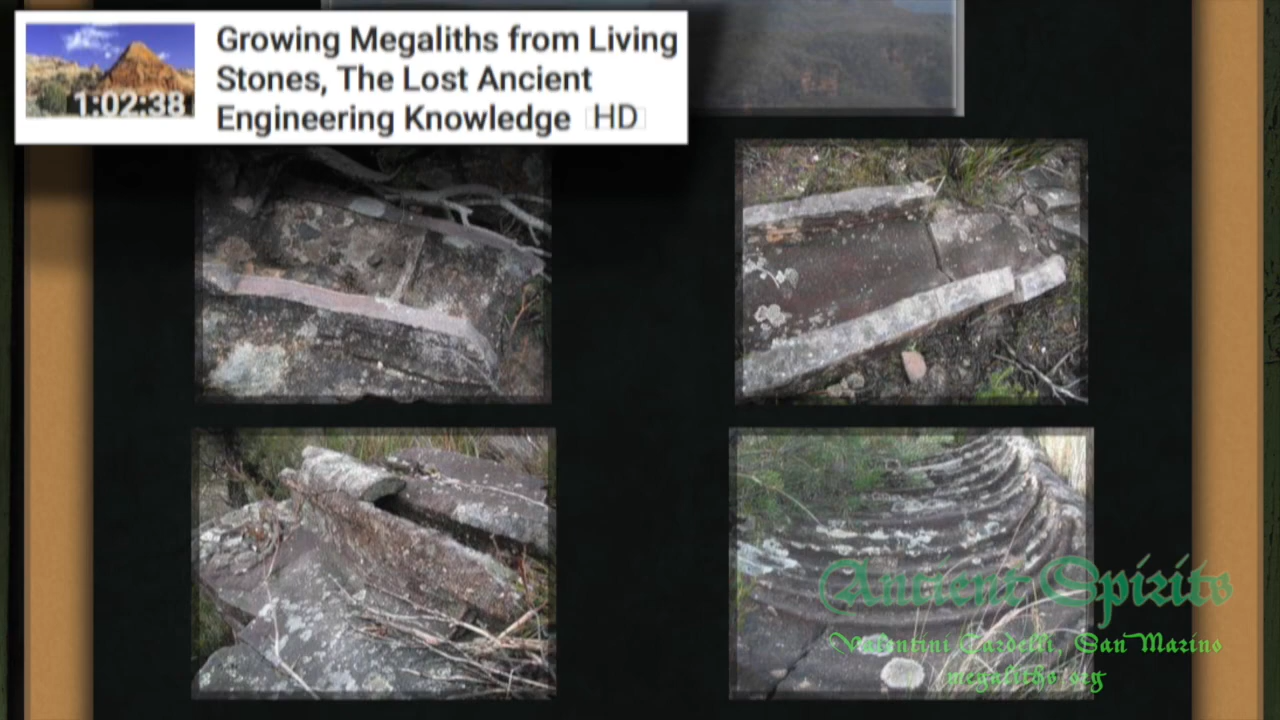 Growing Megaliths from Living
Stones, The Lost Ancient
Engineering Knowledge HD
1:02:38
Ancient Spirits
Valentini Cardelli, San Marino
megaliths org